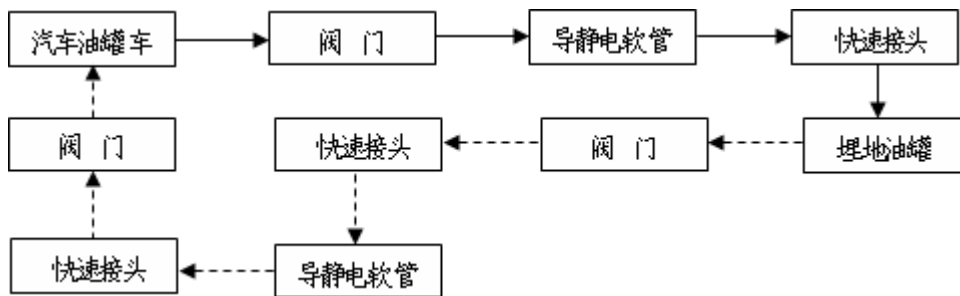 汽车油罐车
阀 门
导静电软管
快速接头
阀 门
快速接头
阀 门
埋地油罐
快速接头
导静电软管